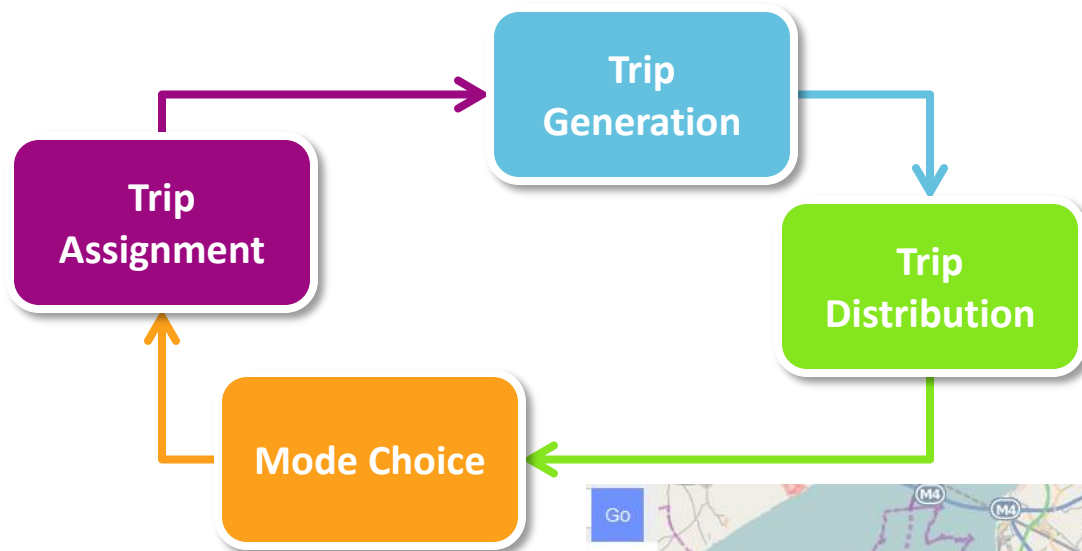 Trip
Generation
Trip
Assignment
Trip
Distribution
Mode Choice
Go
M4
M4